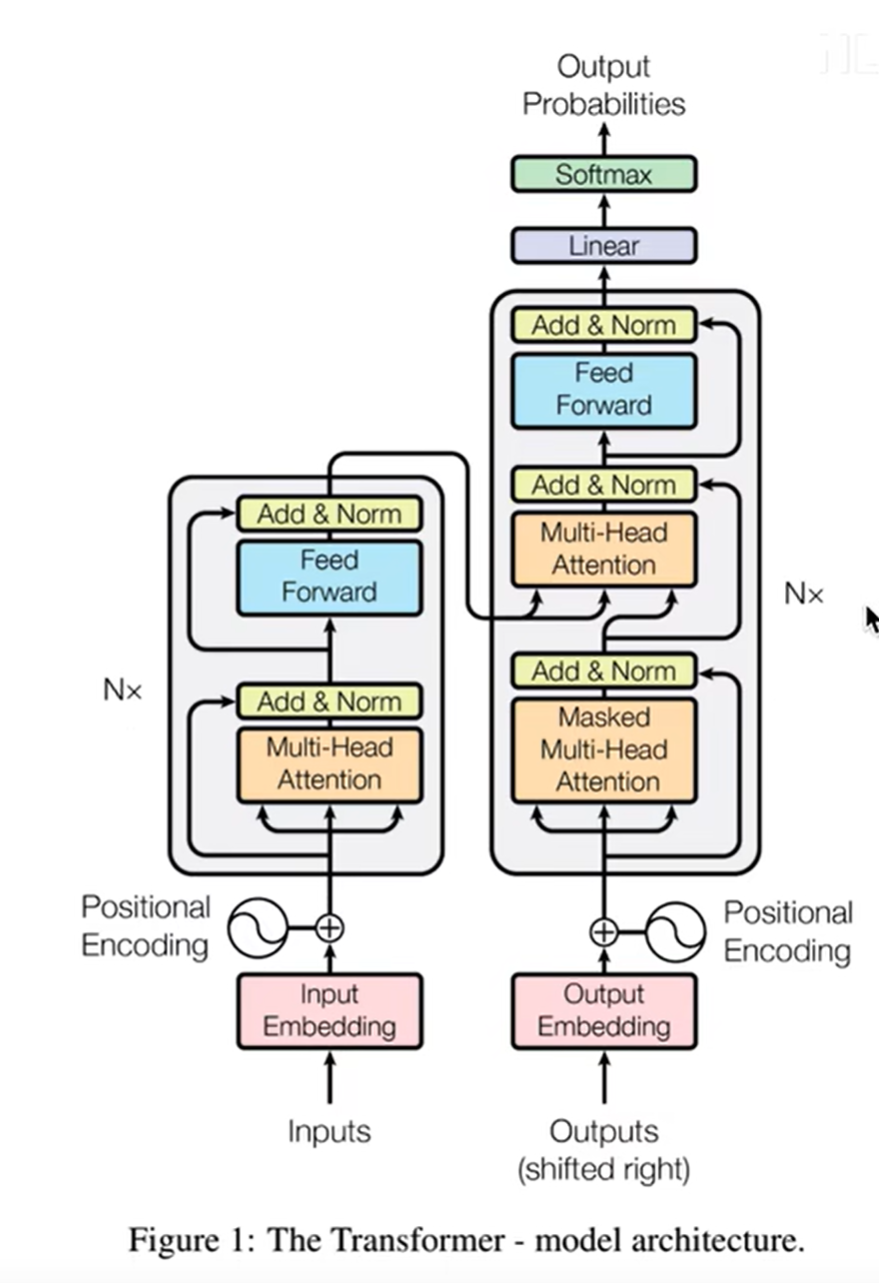 Output
Probabilities
Softmax
Linear
Add & Norm
Feed
Forward
Add & Norm
Multi-Head
Attention
Nx
Add & Norm
Masked
Multi-Head
Attention
Add & Norm
Feed
Forward
Nx
Add & Norm
Multi-Head
Attention
Positional
Encoding
Positional
Encoding
Input
Embedding
Output
Embedding
Inputs
Outputs
(shifted right)
Figure 1: The Transformer - model architecture.